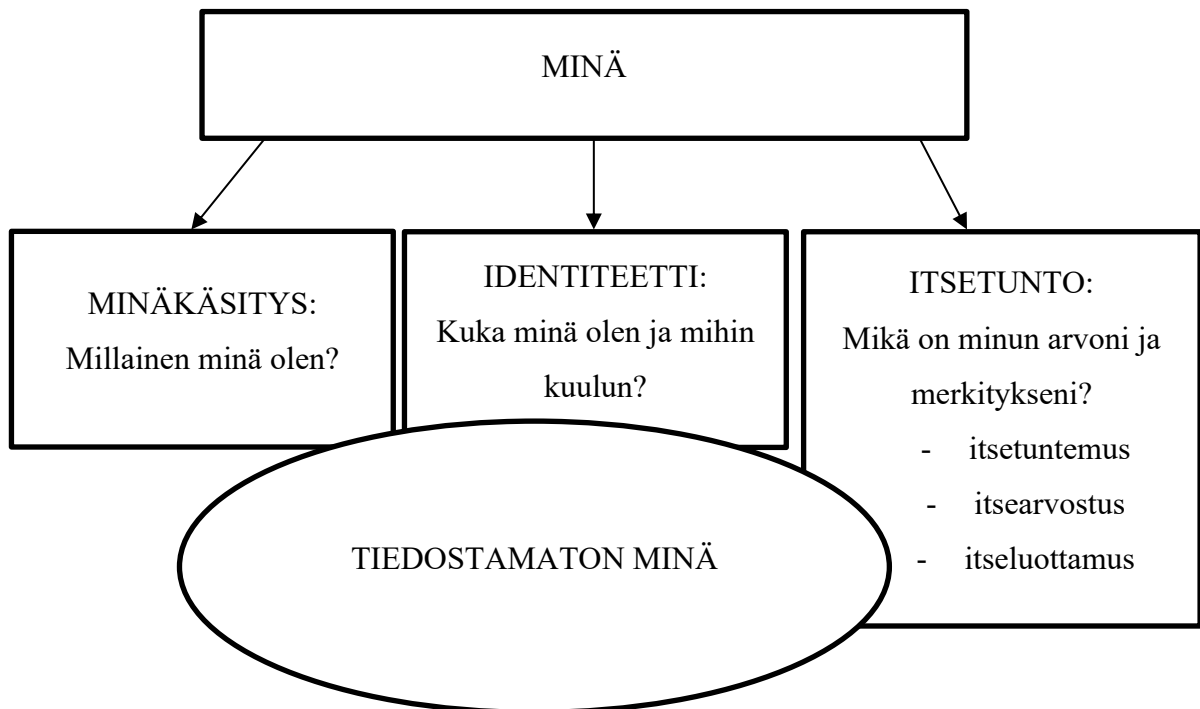 MINÄ
MINÄKÄSITYS:
Millainen minä olen?
IDENTITEETTI:
Kuka minä olen ja mihin
kuulun?
ITSETUNTO:
Mikä on minun arvoni ja
merkitykseni?
- itsetuntemus
- itsearvostus
- itseluottamus
TIEDOSTAMATON MINÄ